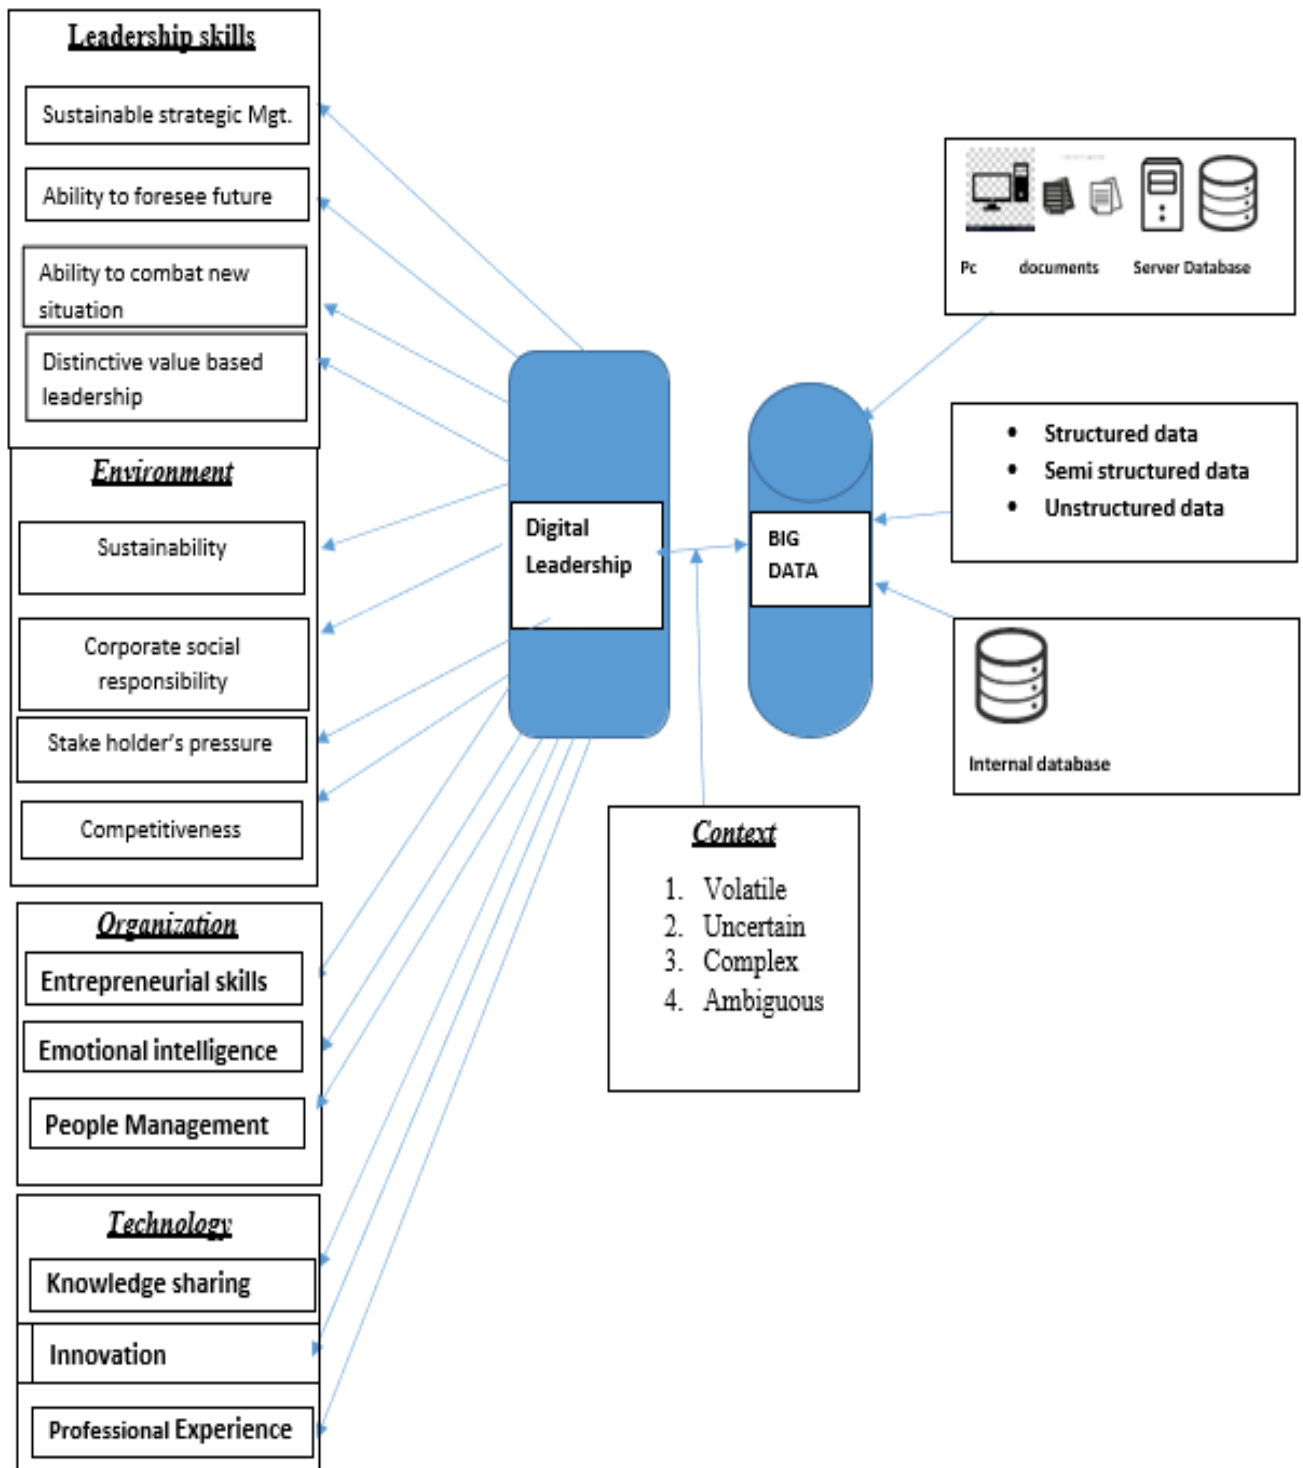 Leadership skills
Sustainable strategic Mgt.
Ability to foresee future
Ability to combat new
situation
Distinctive value based
leadership
Environment
Sustainability
Corporate social
responsibility
Stake holder’s pressure
Competitiveness
Organization
Entrepreneurial skills
Emotional intelligence
People Management
Technology
Knowledge sharing
Innovation
Professional Experience
Digital
Leadership
BIG
DATA
Context
1. Volatile
2. Uncertain
3. Complex
4. Ambiguous
Pc documents Server Database
• Structured data
• Semi structured data
• Unstructured data
Internal database